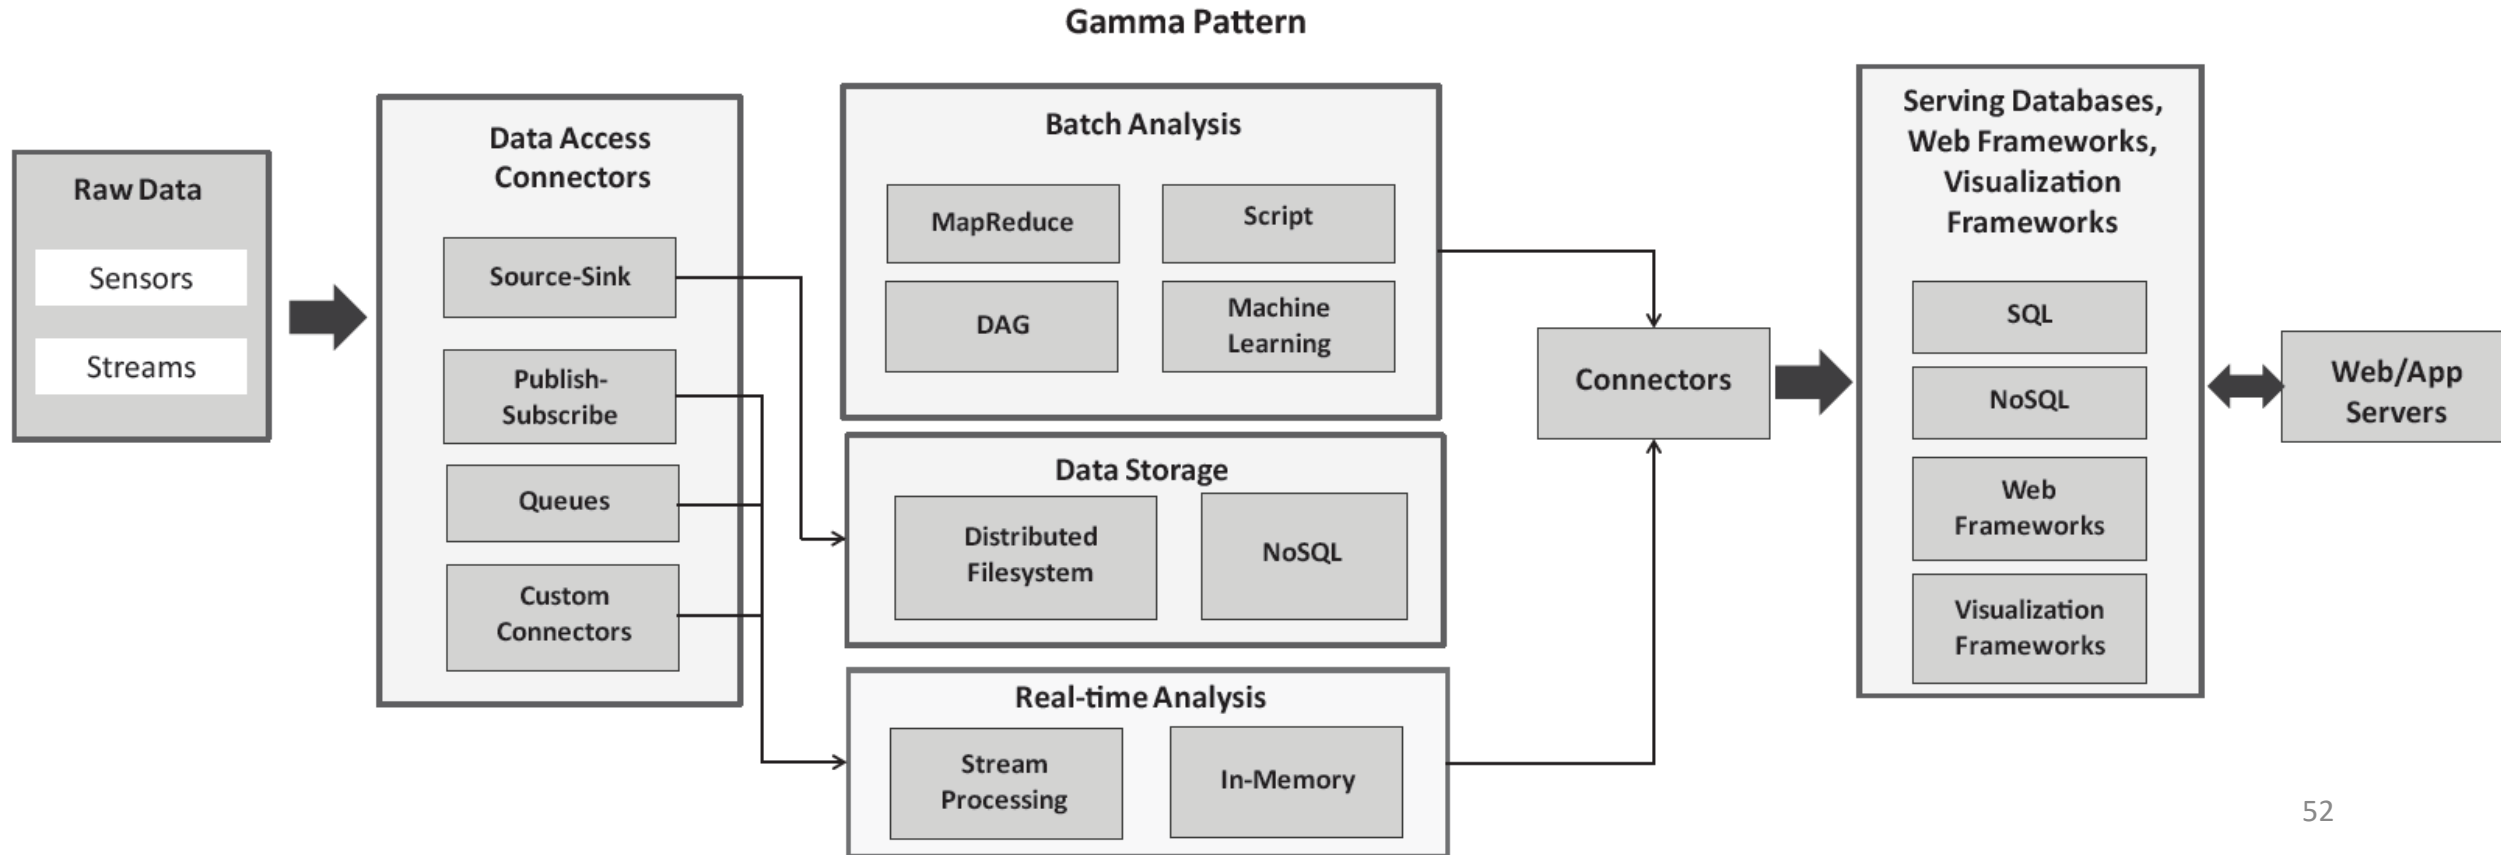 Gamma Pattern
Raw Data
Sensors
Streams
Data Access
Connectors
Source-Sink
Publish-
Subscribe
Queues
Custom
Connectors
Batch Analysis
MapReduce
Script
DAG
Machine
Learning
Data Storage
Distributed
Filesystem
NoSQL
Real-time Analysis
Stream
Processing
In-Memory
Connectors
Serving Databases,
Web Frameworks,
Visualization
Frameworks
SQL
NoSQL
Web
Frameworks
Visualization
Frameworks
Web/App
Servers
52